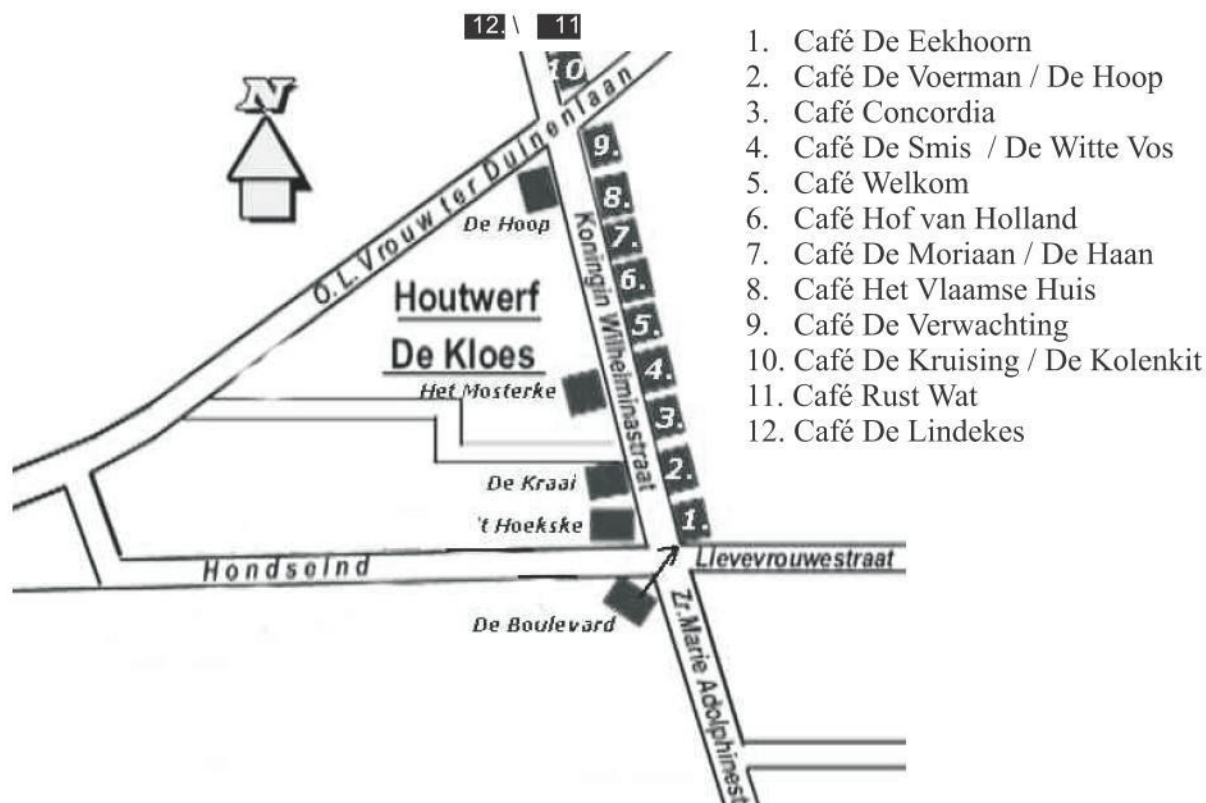 12. \ 11
10
N
O.L.Vrouw ter Duinenlaan
9.
8.
De Hoop
7.
Koningin Wilhelminastraat
6.
Houtwerf
De Kloes
5.
4.
Het Mosterke
3.
2.
De Kraai
1.
't Hoekske
Hondseind
Llevevrouwestraat
De Boulevard
Zr.Marie Adolphinest
1. Café De Eekhoorn
2. Café De Voerman / De Hoop
3. Café Concordia
4. Café De Smis / De Witte Vos
5. Café Welkom
6. Café Hof van Holland
7. Café De Moriaan / De Haan
8. Café Het Vlaamse Huis
9. Café De Verwachting
10. Café De Kruising / De Kolenkit
11. Café Rust Wat
12. Café De Lindekes